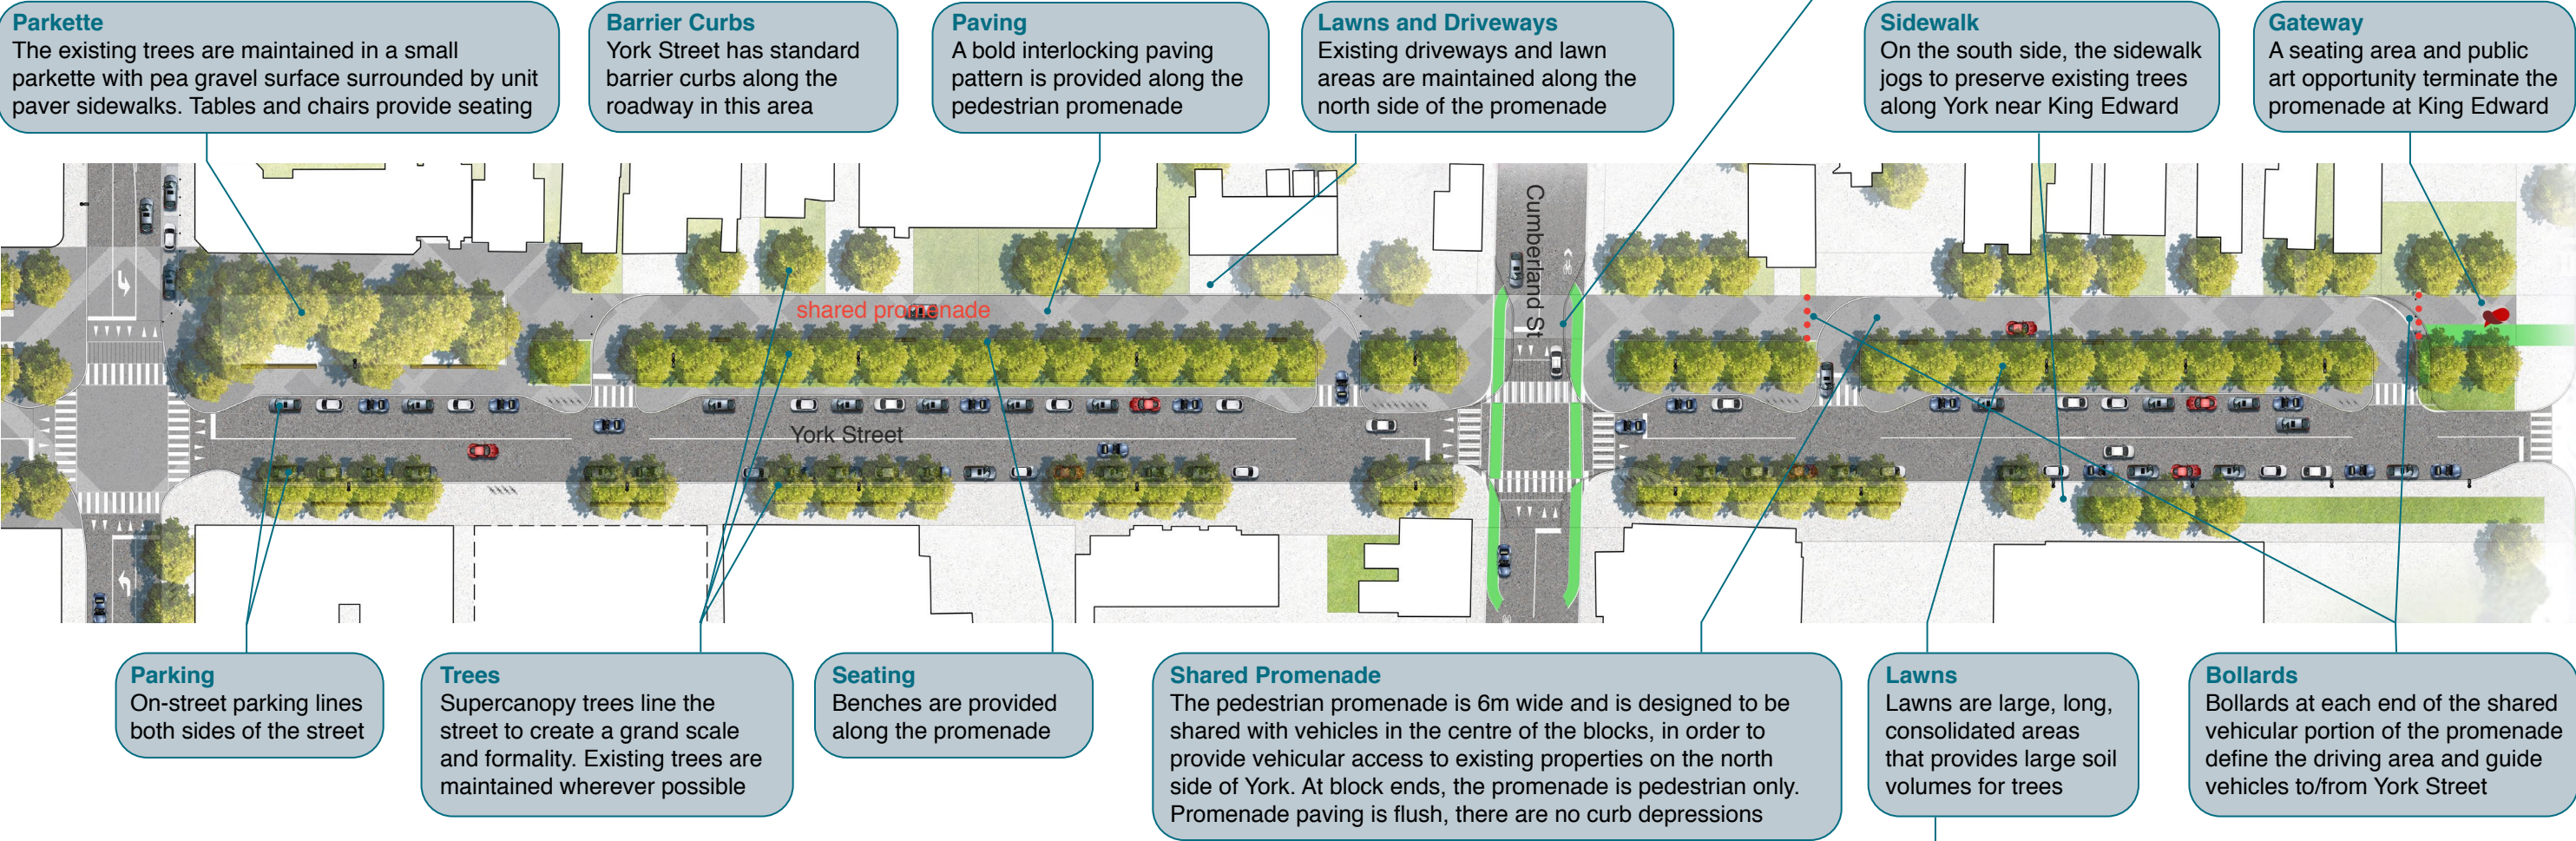 Parkette
The existing trees are maintained in a small
parkette with pea gravel surface surrounded by unit
paver sidewalks. Tables and chairs provide seating
Barrier Curbs
York Street has standard
barrier curbs along the
roadway in this area
Paving
A bold interlocking paving
pattern is provided along the
pedestrian promenade
Lawns and Driveways
Existing driveways and lawn
areas are maintained along the
north side of the promenade
Sidewalk
On the south side, the sidewalk
jogs to preserve existing trees
along York near King Edward
Gateway
A seating area and public
art opportunity terminate the
promenade at King Edward
Cumberland St
shared promenade
York Street
Parking
On-street parking lines
both sides of the street
Trees
Supercanopy trees line the
street to create a grand scale
and formality. Existing trees are
maintained wherever possible
Seating
Benches are provided
along the promenade
Shared Promenade
The pedestrian promenade is 6m wide and is designed to be
shared with vehicles in the centre of the blocks, in order to
provide vehicular access to existing properties on the north
side of York. At block ends, the promenade is pedestrian only.
Promenade paving is flush, there are no curb depressions
Lawns
Lawns are large, long,
consolidated areas
that provides large soil
volumes for trees
Bollards
Bollards at each end of the shared
vehicular portion of the promenade
define the driving area and guide
vehicles to/from York Street